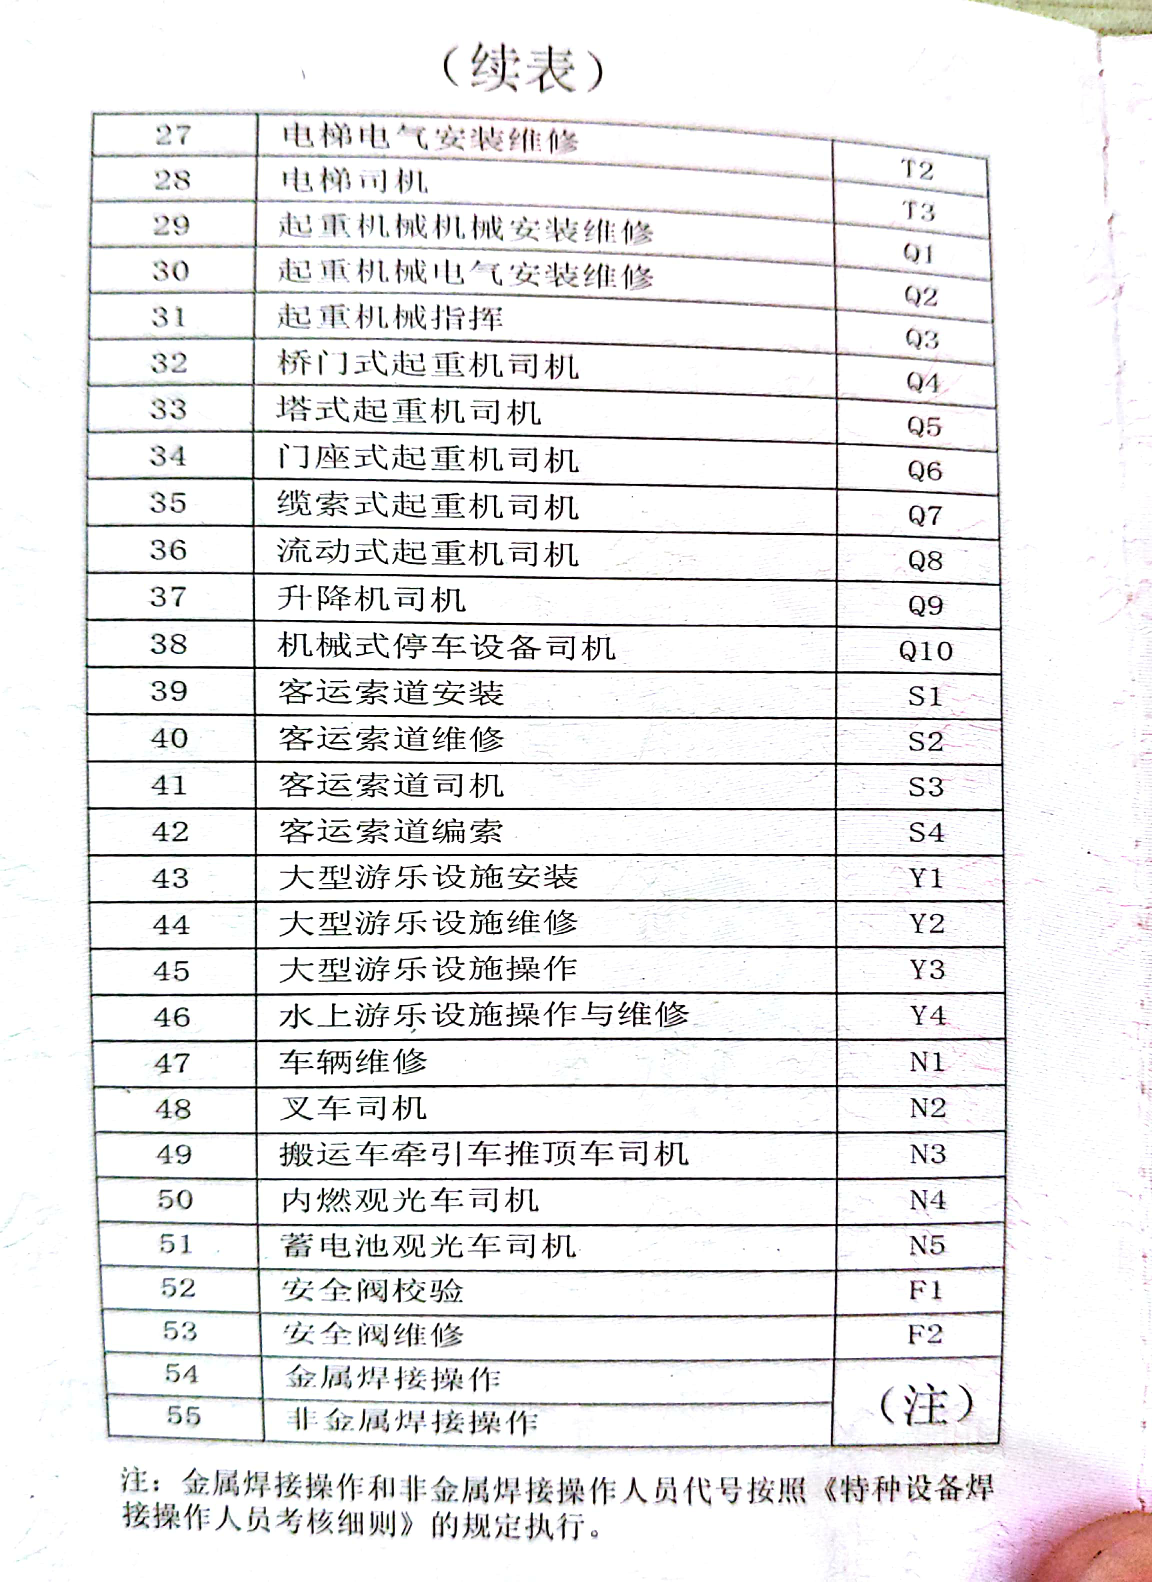 （续表）
27 电梯电气安装维修 T2
28 电梯司机 T3
29 起重机械机械安装维修 Q1
30 起重机械电气安装维修 Q2
31 起重机械指挥 Q3
32 桥门式起重机司机 Q4
33 塔式起重机司机 Q5
34 门座式起重机司机 Q6
35 缆索式起重机司机 Q7
36 流动式起重机司机 Q8
37 升降机司机 Q9
38 机械式停车设备司机 Q10
39 客运索道安装 S1
40 客运索道维修 S2
41 客运索道司机 S3
42 客运索道编索 S4
43 大型游乐设施安装 Y1
44 大型游乐设施维修 Y2
45 大型游乐设施操作 Y3
46 水上游乐设施操作与维修 Y4
47 车辆维修 N1
48 叉车司机 N2
49 搬运车牵引车推顶车司机 N3
50 内燃观光车司机 N4
51 蓄电池观光车司机 N5
52 安全阀校验 F1
53 安全阀维修 F2
54 金属焊接操作 （注）
55 非金属焊接操作
注：金属焊接操作和非金属焊接操作人员代号按照《特种设备焊
接操作人员考核细则》的规定执行。